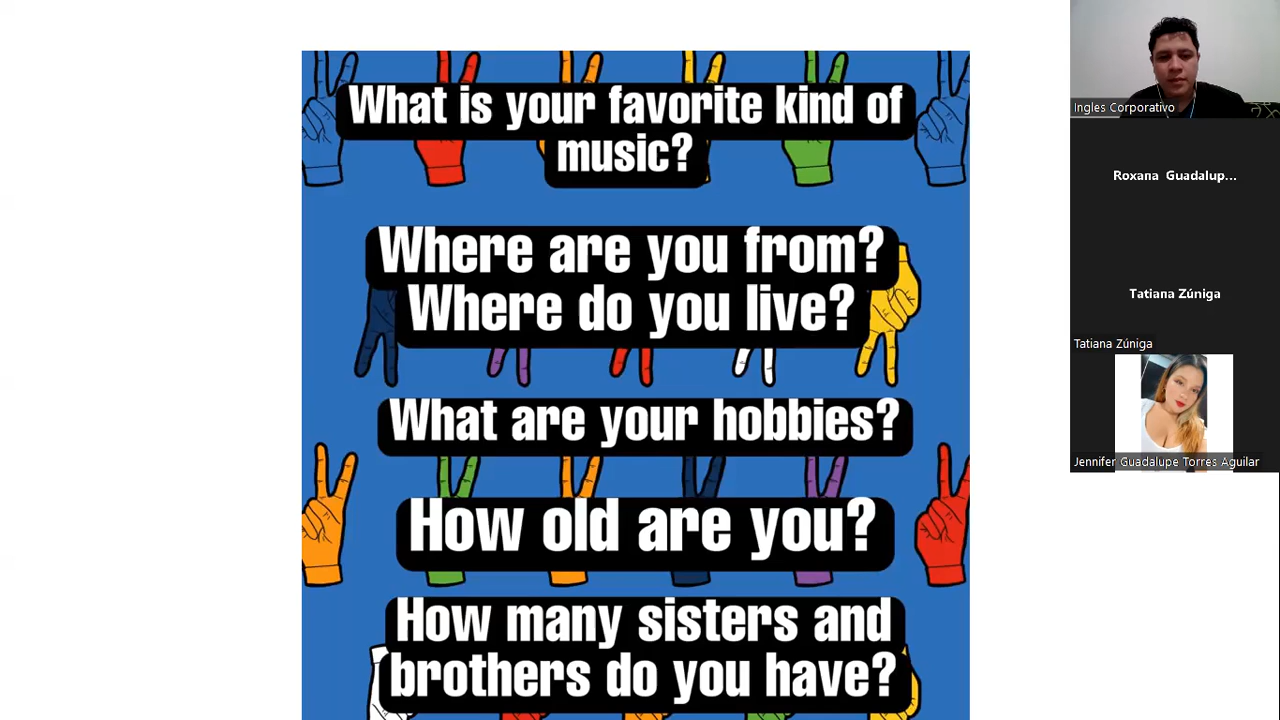 What is your favorite kind of
music?
Where are you from?
Where do you live?
What are your hobbies?
How old are you?
How many sisters and
brothers do you have?
Ingles Corporativo
Roxana Guadalup...
Tatiana Zúniga
Tatiana Zúniga
Jennifer Guadalupe Torres Aguilar